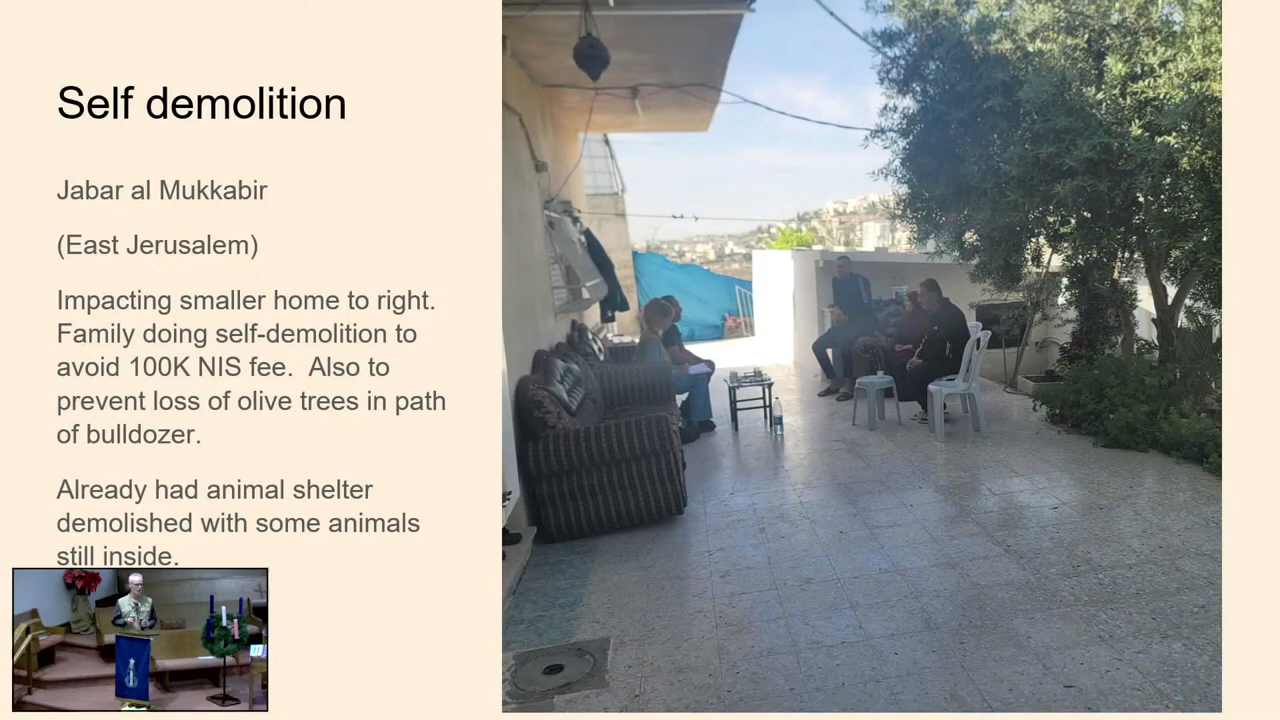 Self demolition
Jabar al Mukkabir
(East Jerusalem)
Impacting smaller home to right.
Family doing self-demolition to
avoid 100K NIS fee.  Also to
prevent loss of olive trees in path
of bulldozer.
Already had animal shelter
demolished with some animals
still inside.